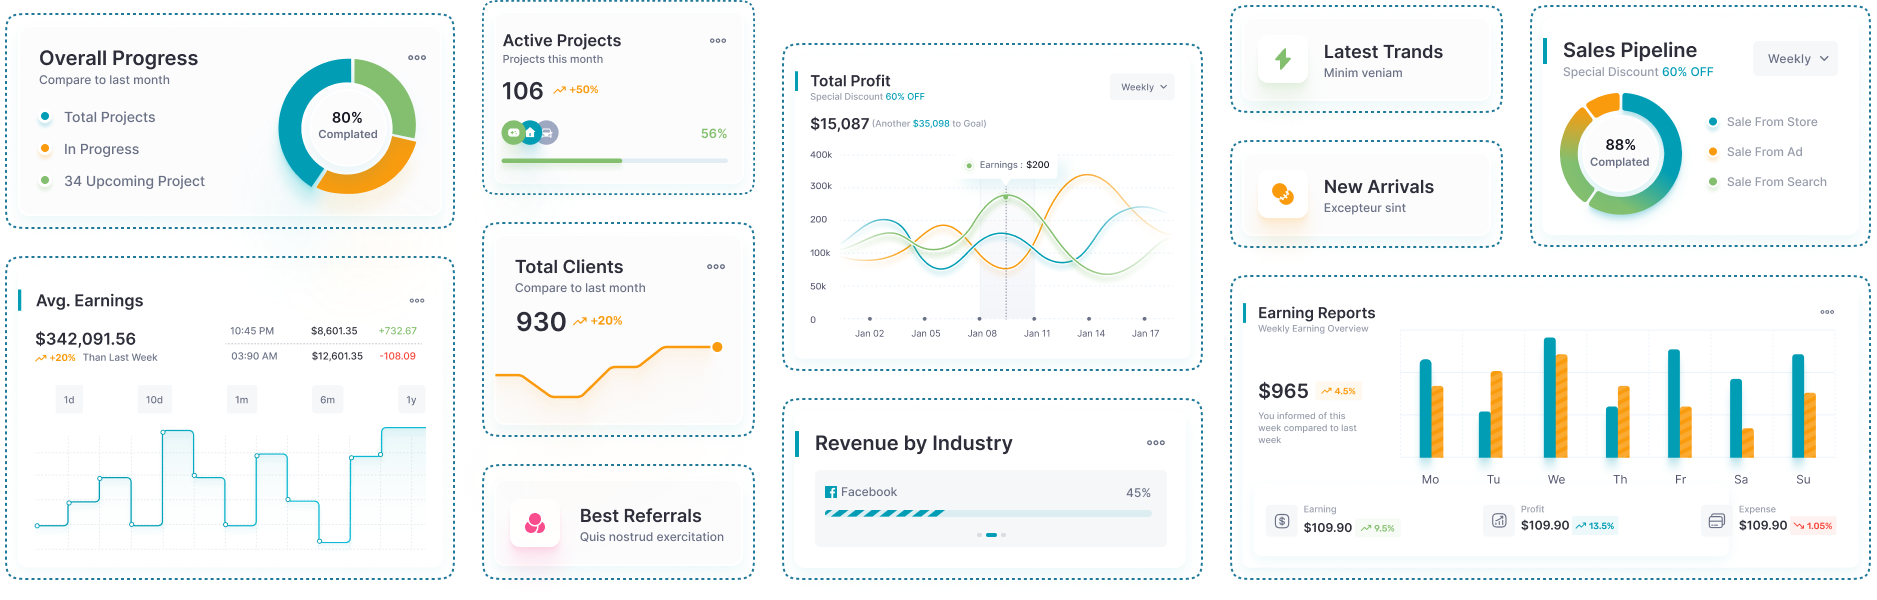 Overall Progress
Compare to last month
Total Projects
In Progress
34 Upcoming Project
80%
Complated
Avg. Earnings
$342,091.56
+20% Than Last Week
10:45 PM $8,601.35 +732.67
03:90 AM $12,601.35 -108.09
1d 10d 1m 6m 1y
Active Projects
Projects this month
106 +50%
56%
Total Clients
Compare to last month
930 +20%
Best Referrals
Quis nostrud exercitation
Total Profit
Special Discount 60% OFF
Weekly
$15,087 (Another $35,098 to Goal)
Earnings : $200
400k
300k
200
100k
50k
0
Jan 02 Jan 05 Jan 08 Jan 11 Jan 14 Jan 17
Revenue by Industry
Facebook 45%
Latest Trands
Minim veniam
New Arrivals
Excepteur sint
Sales Pipeline
Special Discount 60% OFF
Weekly
88%
Complated
Sale From Store
Sale From Ad
Sale From Search
Earning Reports
Weekly Earning Overview
$965 4.5%
You informed of this
week compared to last
week
Mo Tu We Th Fr Sa Su
Earning
$109.90 9.5%
Profit
$109.90 13.5%
Expense
$109.90 1.05%